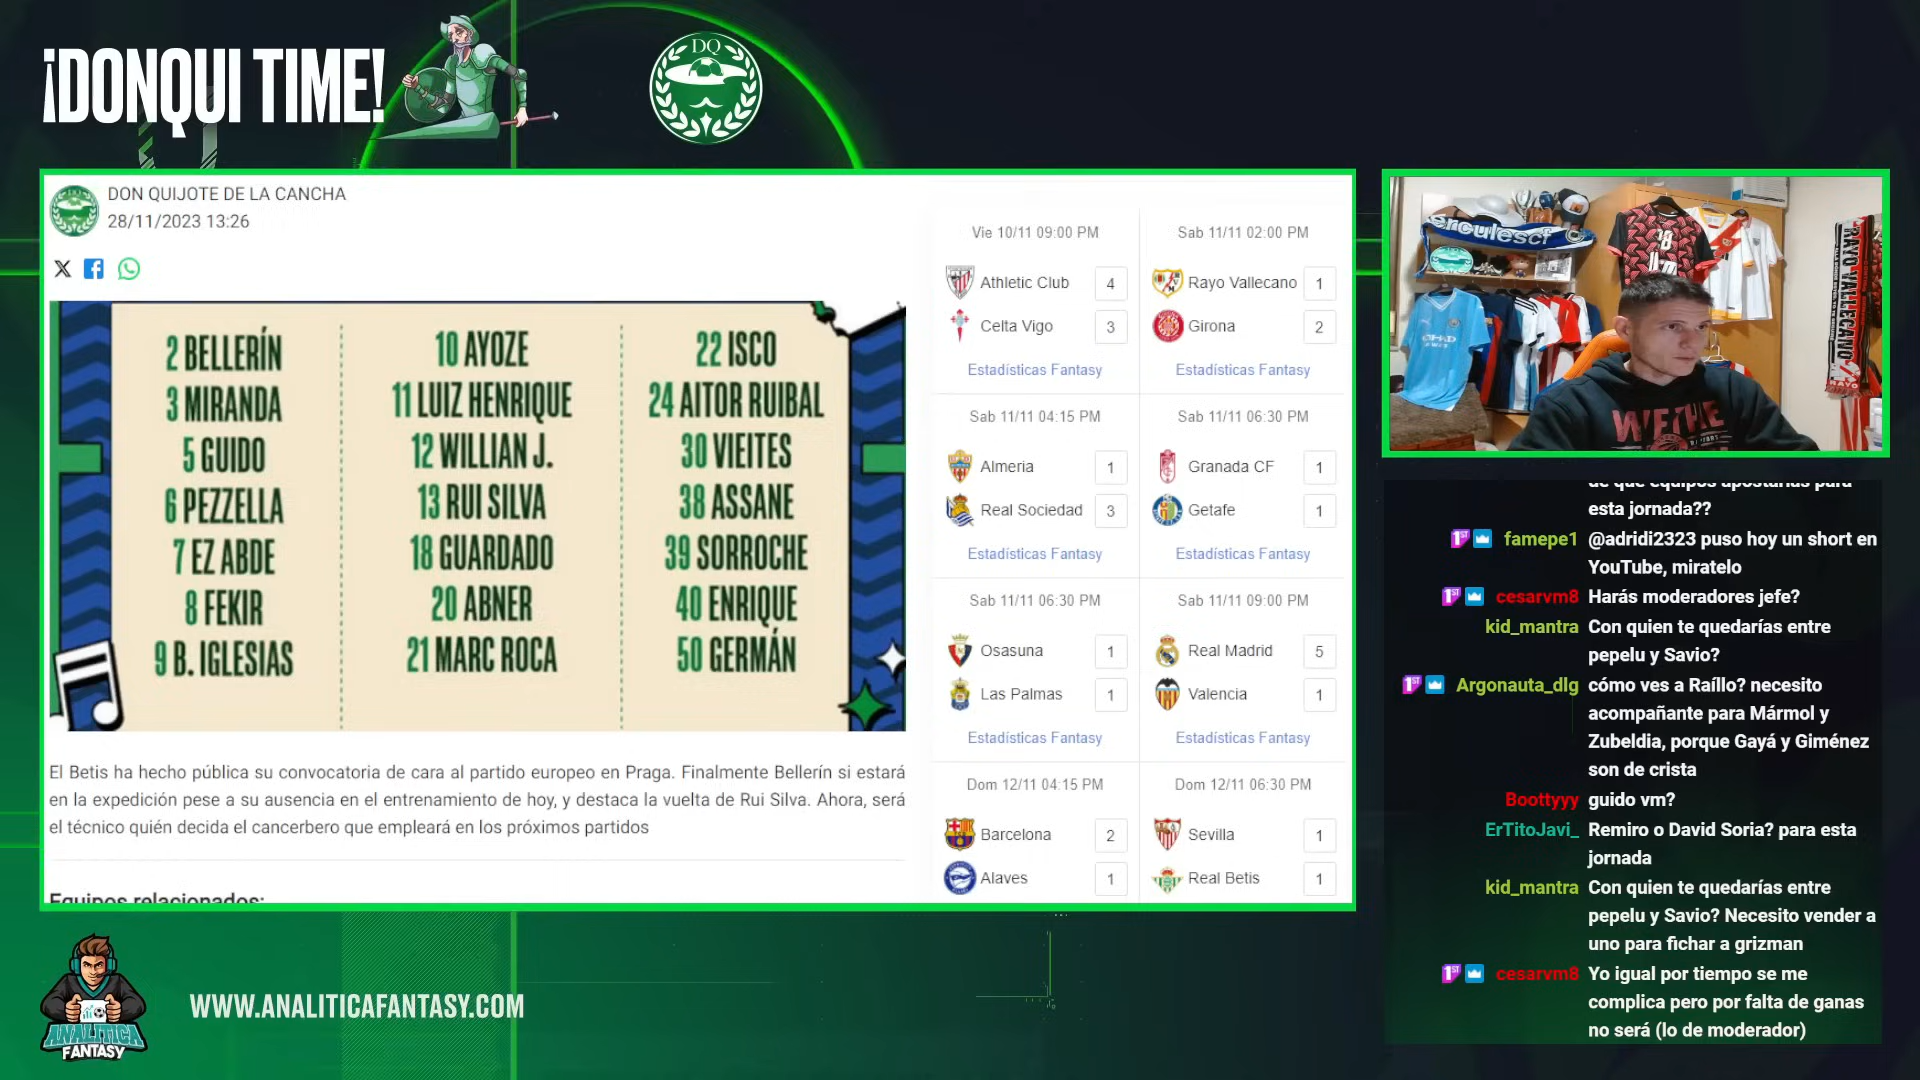 ¡DONQUI TIME!
DQ
DON QUIJOTE DE LA CANCHA
28/11/2023 13:26
2 BELLERÍN
3 MIRANDA
5 GUIDO
6 PEZZELLA
7 EZ ABDE
8 FEKIR
9 B. IGLESIAS
10 AYOZE
11 LUIZ HENRIQUE
12 WILLIAN J.
13 RUI SILVA
18 GUARDADO
20 ABNER
21 MARC ROCA
22 ISCO
24 AITOR RUIBAL
30 VIEITES
38 ASSANE
39 SORROCHE
40 ENRIQUE
50 GERMÁN
El Betis ha hecho pública su convocatoria de cara al partido europeo en Praga. Finalmente Bellerín si estará
en la expedición pese a su ausencia en el entrenamiento de hoy, y destaca la vuelta de Rui Silva. Ahora, será
el técnico quién decida el cancerbero que empleará en los próximos partidos
Equipos relacionados:
Vie 10/11 09:00 PM
Athletic Club 4
Celta Vigo 3
Estadísticas Fantasy
Sab 11/11 02:00 PM
Rayo Vallecano 1
Girona 2
Estadísticas Fantasy
Sab 11/11 04:15 PM
Almeria 1
Real Sociedad 3
Estadísticas Fantasy
Sab 11/11 06:30 PM
Granada CF 1
Getafe 1
Estadísticas Fantasy
Sab 11/11 06:30 PM
Osasuna 1
Las Palmas 1
Estadísticas Fantasy
Sab 11/11 09:00 PM
Real Madrid 5
Valencia 1
Estadísticas Fantasy
Dom 12/11 04:15 PM
Barcelona 2
Alaves 1
Dom 12/11 06:30 PM
Sevilla 1
Real Betis 1
erculescf
18
RAYO VALLECANO
RAYO
WE THE
de que equipos apostarias para
esta jornada??
famepe1 @adridi2323 puso hoy un short en
YouTube, miratelo
cesarvm8 Harás moderadores jefe?
kid_mantra Con quien te quedarías entre
pepelu y Savio?
Argonauta_dlg cómo ves a Raíllo? necesito
acompañante para Mármol y
Zubeldia, porque Gayá y Giménez
son de crista
Boottyyy guido vm?
ErTitoJavi_ Remiro o David Soria? para esta
jornada
kid_mantra Con quien te quedarías entre
pepelu y Savio? Necesito vender a
uno para fichar a grizman
cesarvm8 Yo igual por tiempo se me
complica pero por falta de ganas
no será (lo de moderador)
ANALITICA
FANTASY
WWW.ANALITICAFANTASY.COM